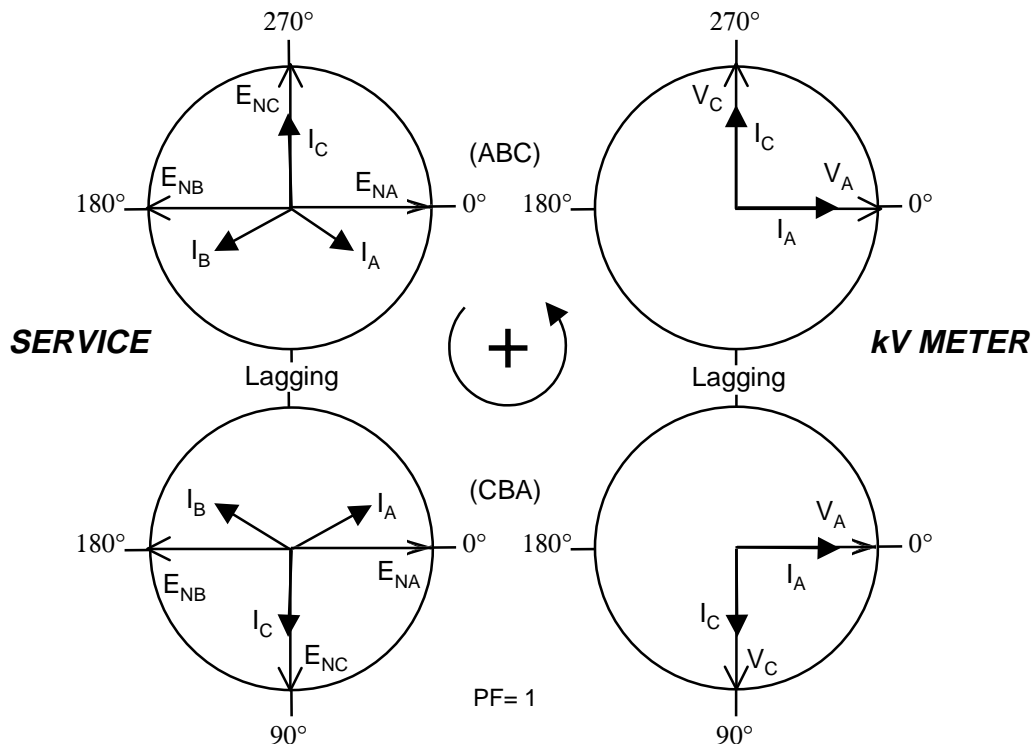 270°
270°
E_NC
I_C
V_C
I_C
(ABC)
E_NB
E_NA
V_A
180°
0°
180°
0°
I_B
I_A
I_A
SERVICE
+
kV METER
Lagging
Lagging
(CBA)
I_B
I_A
V_A
180°
0°
180°
0°
E_NB
E_NA
I_A
I_C
I_C
E_NC
V_C
PF= 1
90°
90°